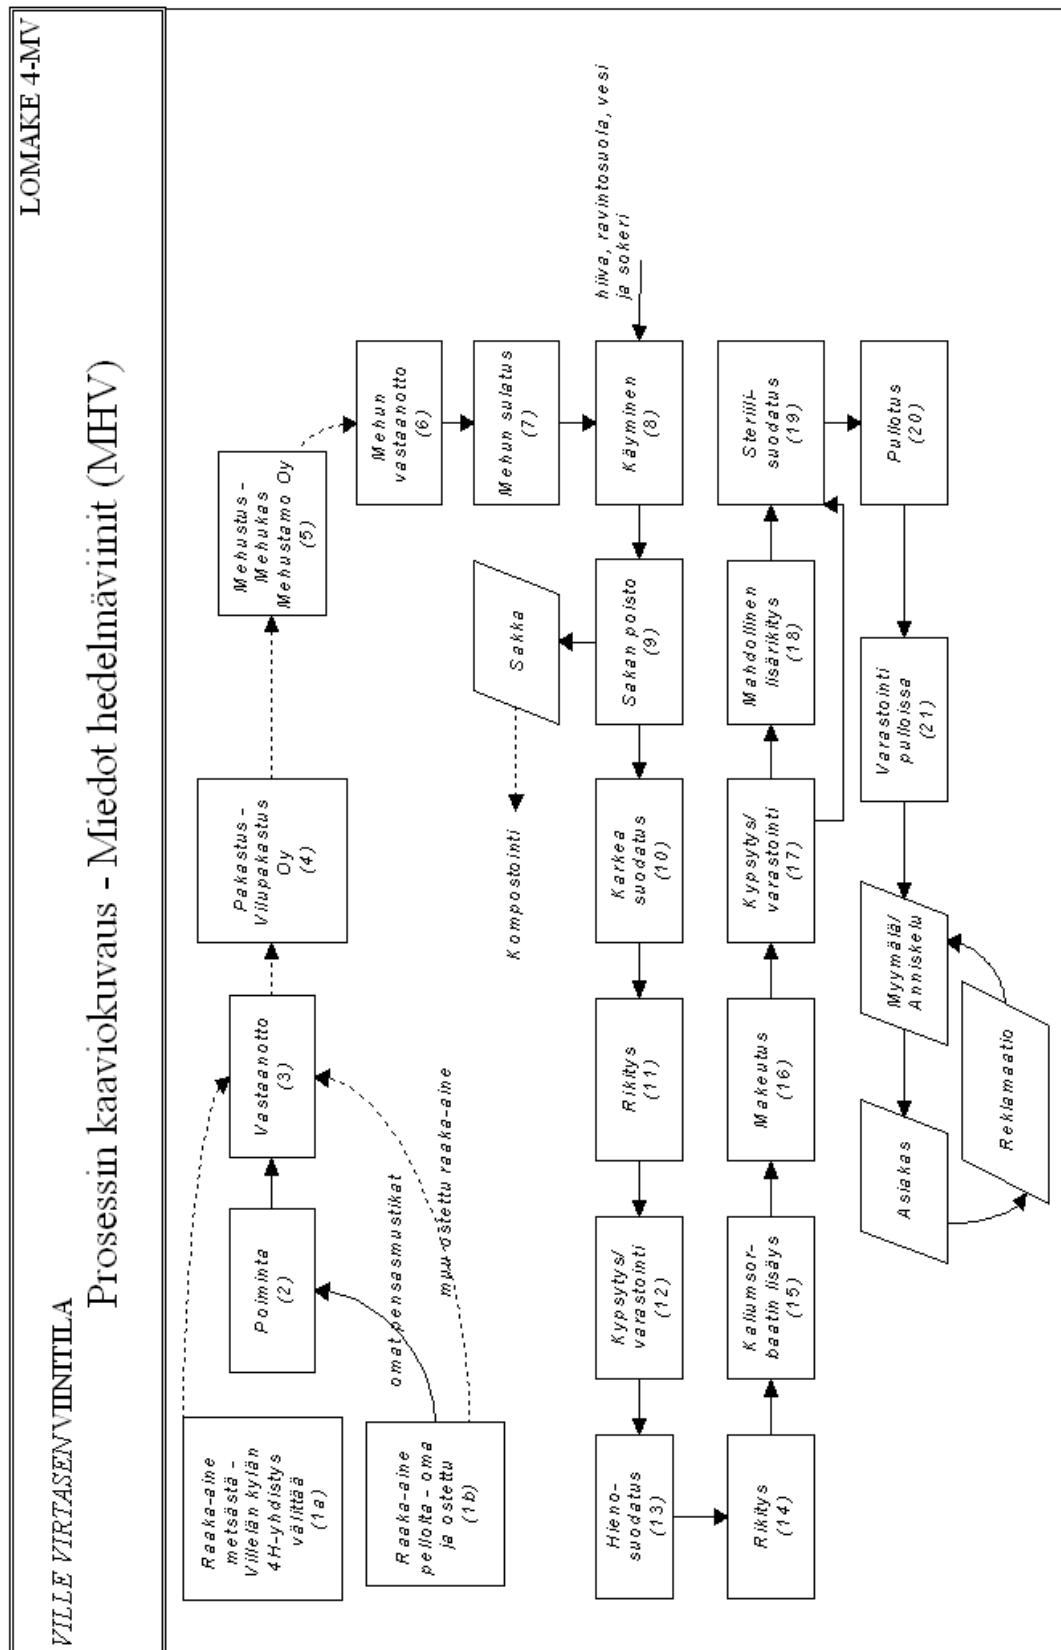 LOMAKE 4-MV
VILLE VIRTASEN VIINITILA
Prosessin kaaviokuvaus - Miedot hedelmäviinit (MHV)
Raaka-aine
metsästä -
Villelän kylän
4H-yhdistys
välittää
(1a)
Raaka-aine
pellolta - oma
ja ostettu
(1b)
omat pensasmustikat
muu ostettu raaka-aine
Poiminta
(2)
Vastaanotto
(3)
Pakastus -
Vilupakastus
Oy
(4)
Mehustus -
Mehukas
Mehustamo Oy
(5)
Mehun
vastaanotto
(6)
Mehun sulatus
(7)
hiiva, ravintosuola, vesi
ja sokeri
Käyminen
(8)
Sakan poisto
(9)
Sakka
Kompostointi
Karkea
suodatus
(10)
Rikitys
(11)
Kypsytys/
varastointi
(12)
Hieno-
suodatus
(13)
Rikitys
(14)
Kaliumsor-
baatin lisäys
(15)
Makeutus
(16)
Kypsytys/
varastointi
(17)
Mahdollinen
lisärikitys
(18)
Steriili-
suodatus
(19)
Pullotus
(20)
Varastointi
pulloissa
(21)
Myymälä/
Anniskelu
Asiakas
Reklamaatio